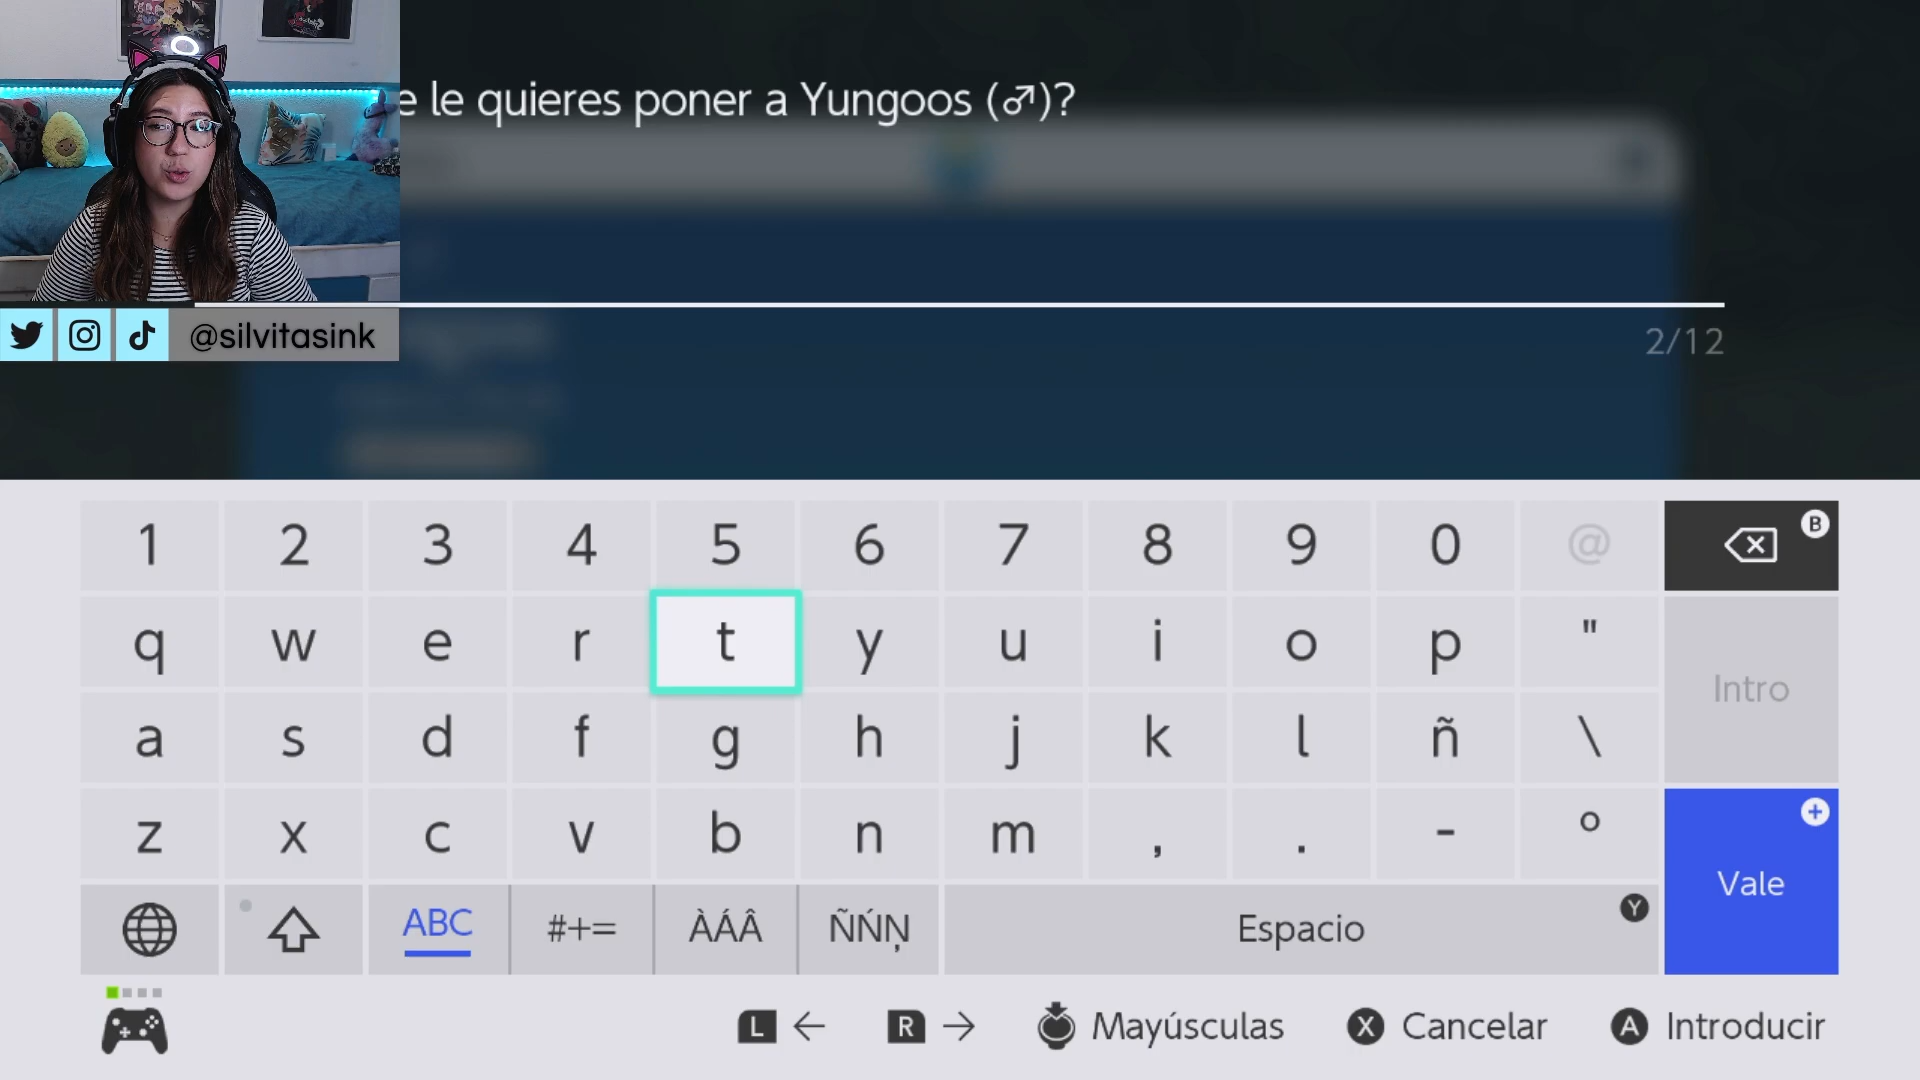 e le quieres poner a Yungoos (♂)?
@silvitasink
2/12
1 2 3 4 5 6 7 8 9 0 @ B
q w e r t y u i o p "
Intro
a s d f g h j k l ñ \
z x c v b n m , . - º
+
Vale
ABC #+= ÀÁÂ ÑŃŅ Espacio Y
L ← R → Mayúsculas X Cancelar A Introducir